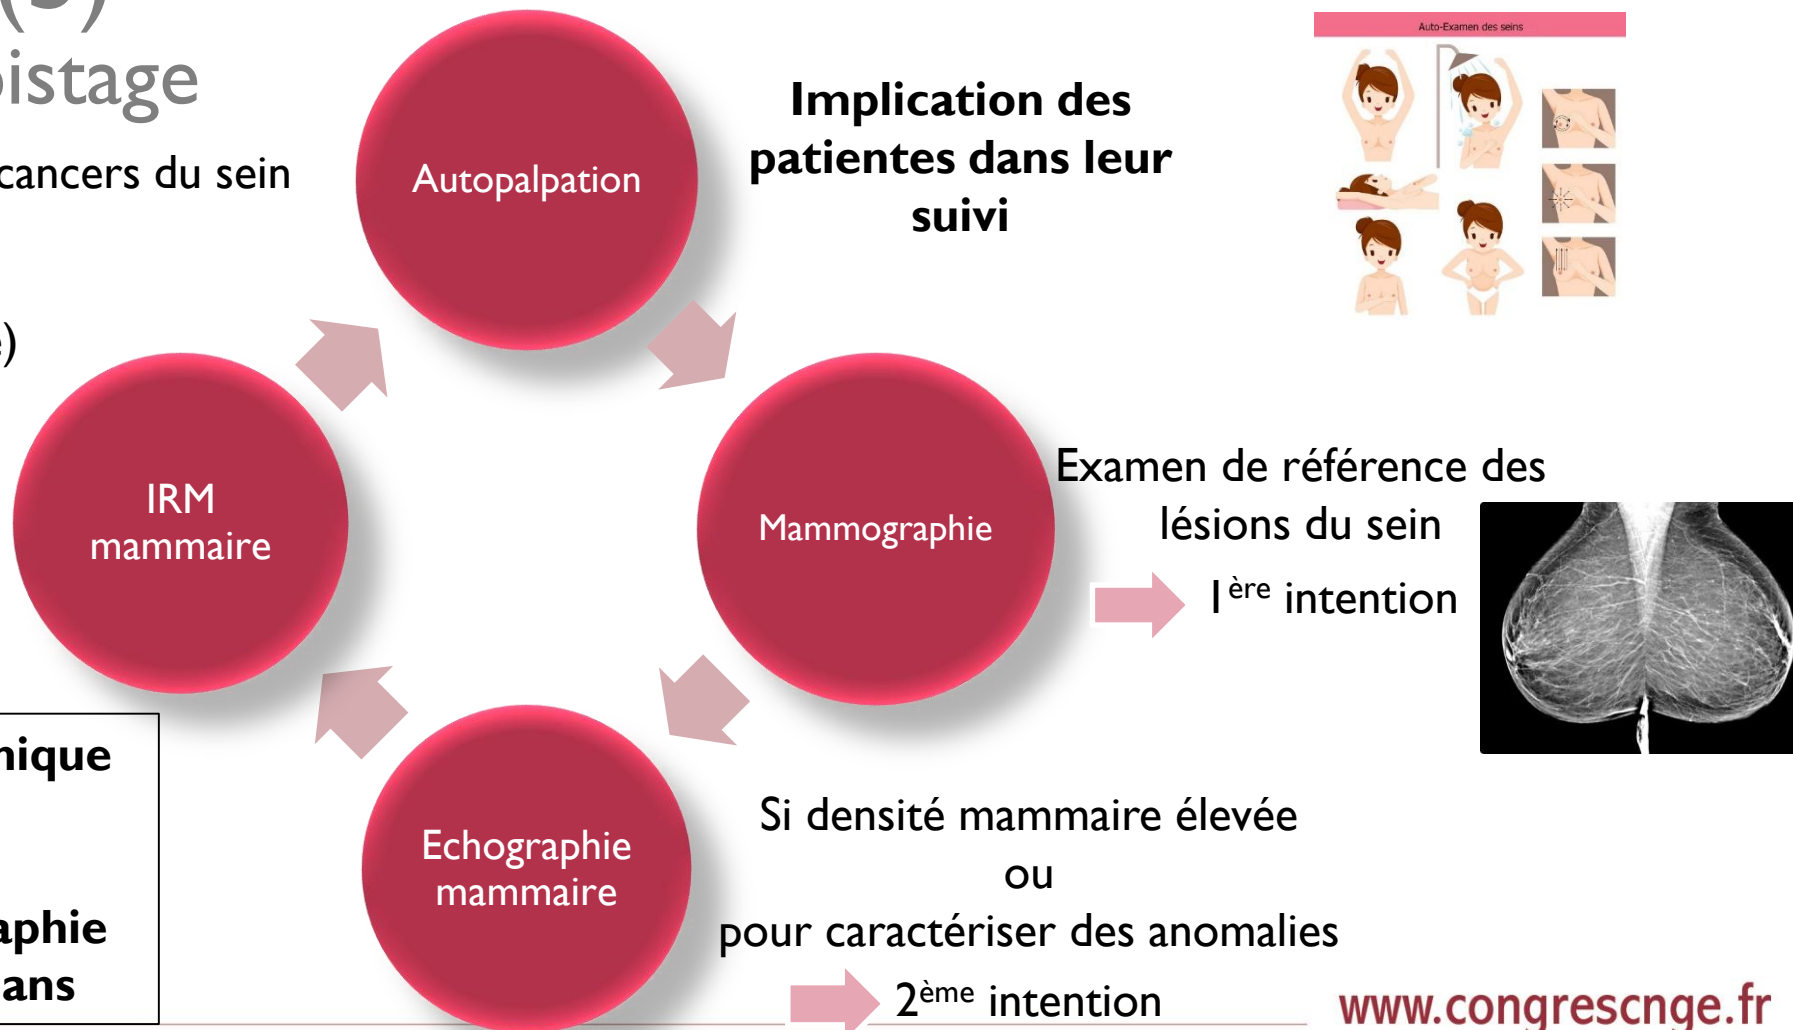 (3)
istage
cancers du sein
Autopalpation
Implication des
patientes dans leur
suivi
Auto-Examen des seins
IRM
mammaire
Mammographie
Examen de référence des
lésions du sein
1ère intention
nique
aphie
ans
Echographie
mammaire
Si densité mammaire élevée
ou
pour caractériser des anomalies
2ème intention
www.congrescnge.fr